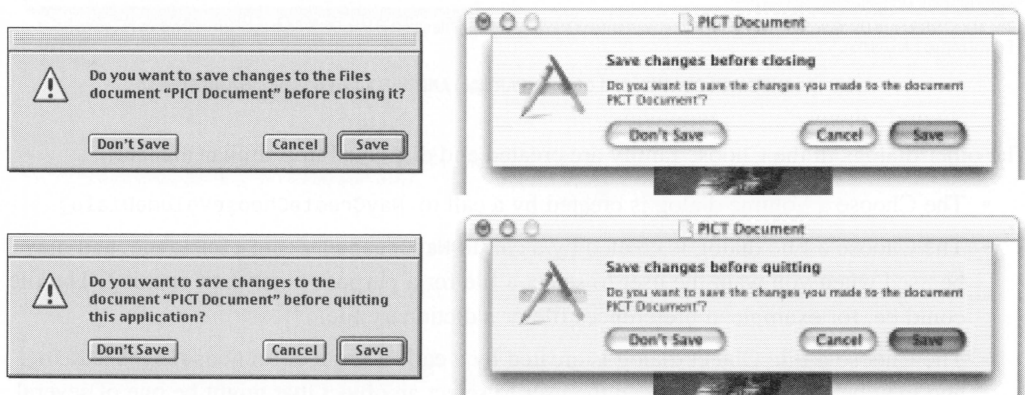 Do you want to save changes to the Files
document “PICT Document” before closing it?
Don't Save
Cancel
Save
PICT Document
Save changes before closing
Do you want to save the changes you made to the document
PICT Document"?
Don't Save
Cancel
Save
Do you want to save changes to the
document “PICT Document” before quitting
this application?
Don't Save
Cancel
Save
PICT Document
Save changes before quitting
Do you want to save the changes you made to the document
PICT Document"?
Don't Save
Cancel
Save